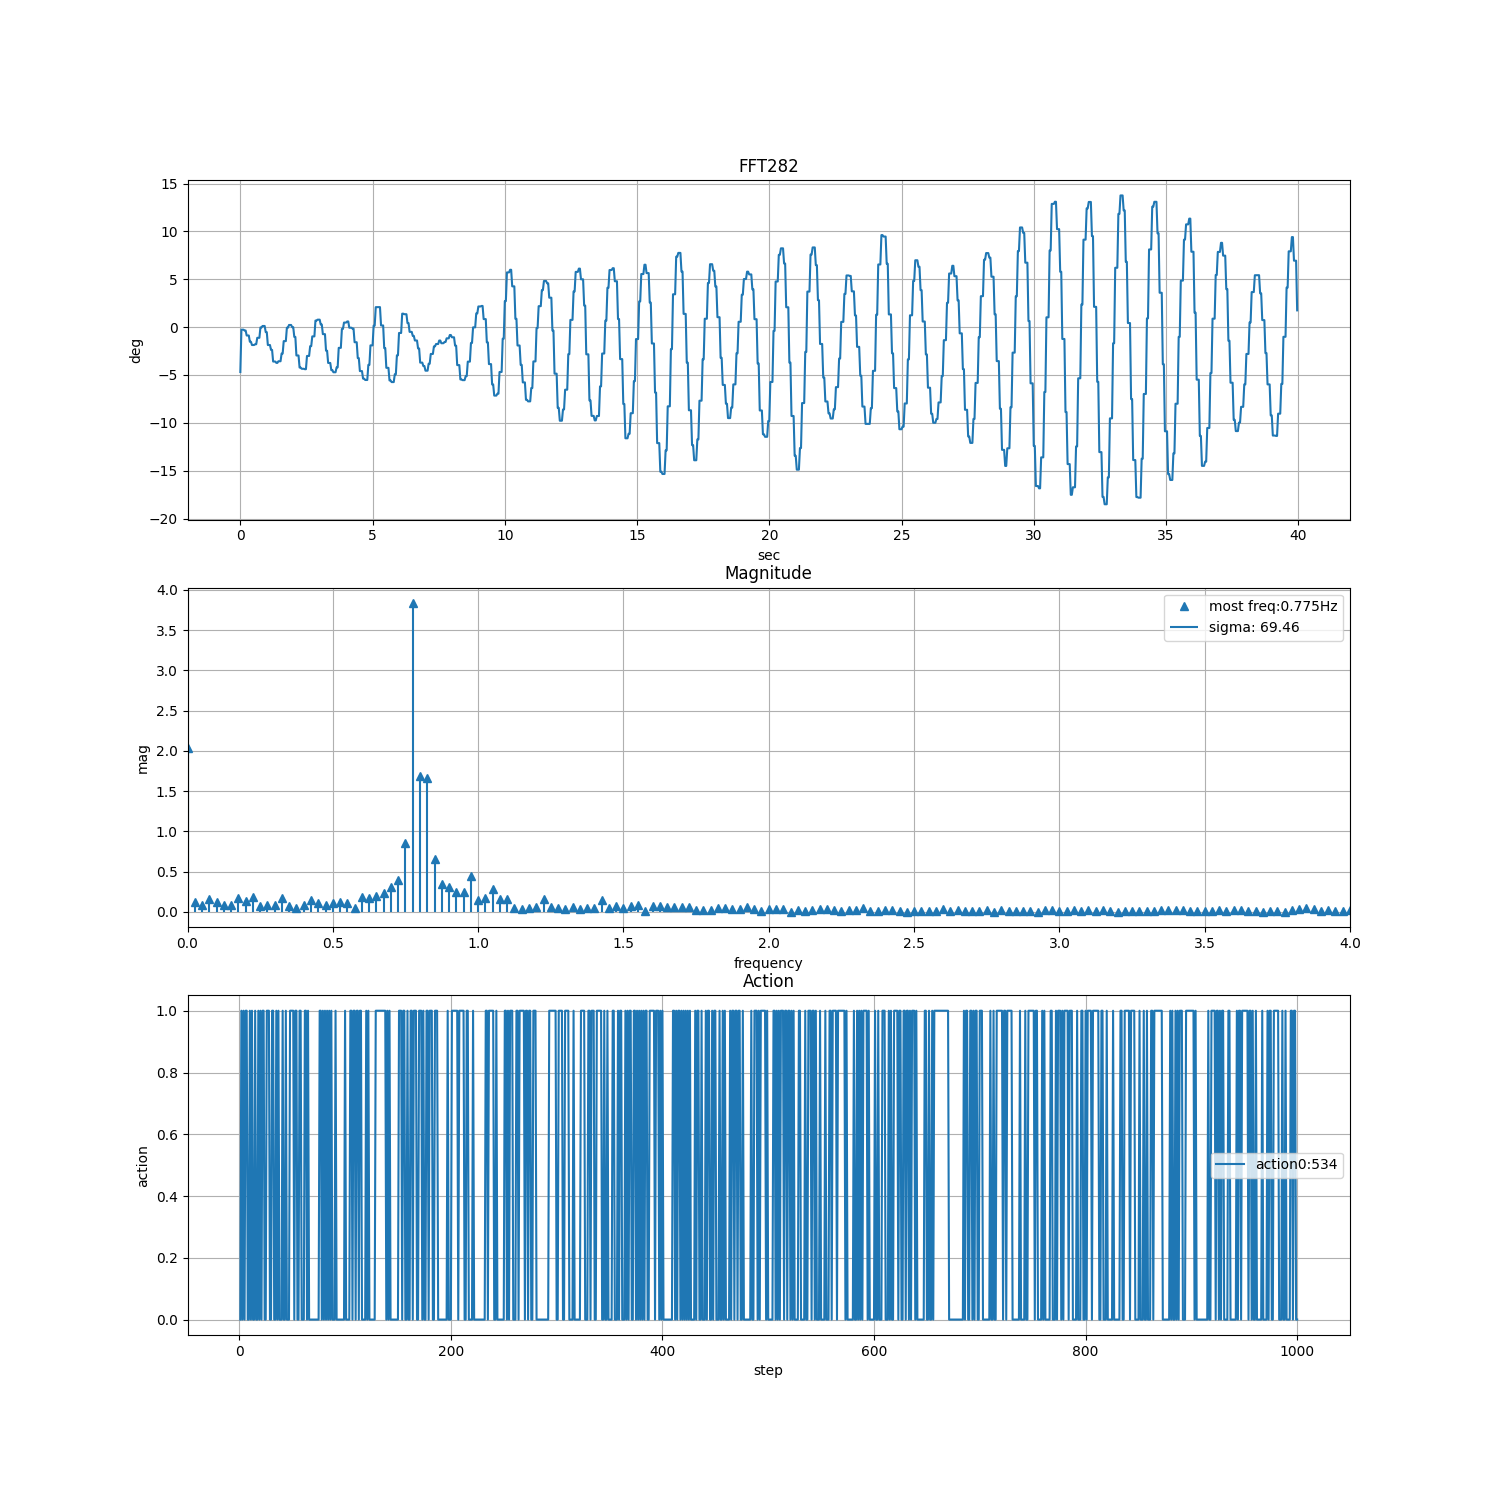 FFT282
15
10
5
0
−5
−10
−15
−20
deg
0 5 10 15 20 25 30 35 40
sec
Magnitude
4.0
3.5
3.0
2.5
2.0
1.5
1.0
0.5
0.0
mag
most freq:0.775Hz
sigma: 69.46
0.0 0.5 1.0 1.5 2.0 2.5 3.0 3.5 4.0
frequency
Action
1.0
0.8
0.6
0.4
0.2
0.0
action
action0:534
0 200 400 600 800 1000
step